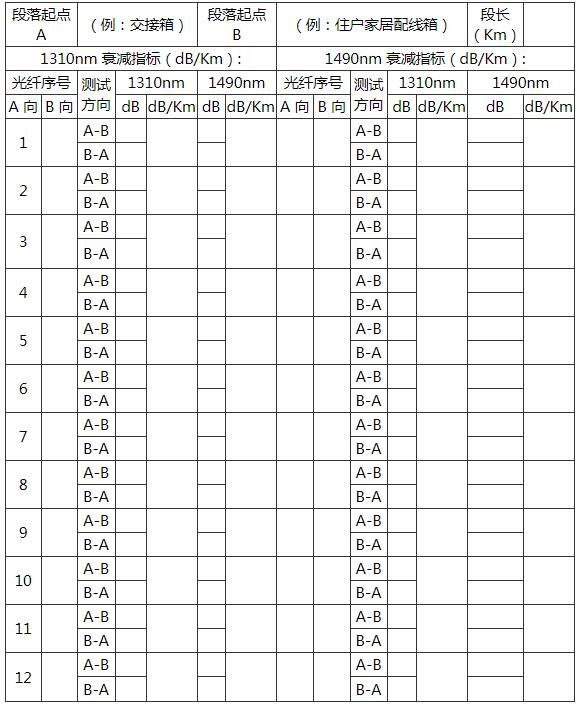 段落起点 A （例：交接箱） 段落起点 B （例：住户家居配线箱） 段长（Km）
1310nm 衰减指标（dB/Km）: 1490nm 衰减指标（dB/Km）:
光纤序号 测试方向 1310nm 1490nm 光纤序号 测试方向 1310nm 1490nm
A 向 B 向 dB dB/Km dB dB/Km A 向 B 向 dB dB/Km dB dB/Km
1 A-B A-B
B-A B-A
2 A-B A-B
B-A B-A
3 A-B A-B
B-A B-A
4 A-B A-B
B-A B-A
5 A-B A-B
B-A B-A
6 A-B A-B
B-A B-A
7 A-B A-B
B-A B-A
8 A-B A-B
B-A B-A
9 A-B A-B
B-A B-A
10 A-B A-B
B-A B-A
11 A-B A-B
B-A B-A
12 A-B A-B
B-A B-A